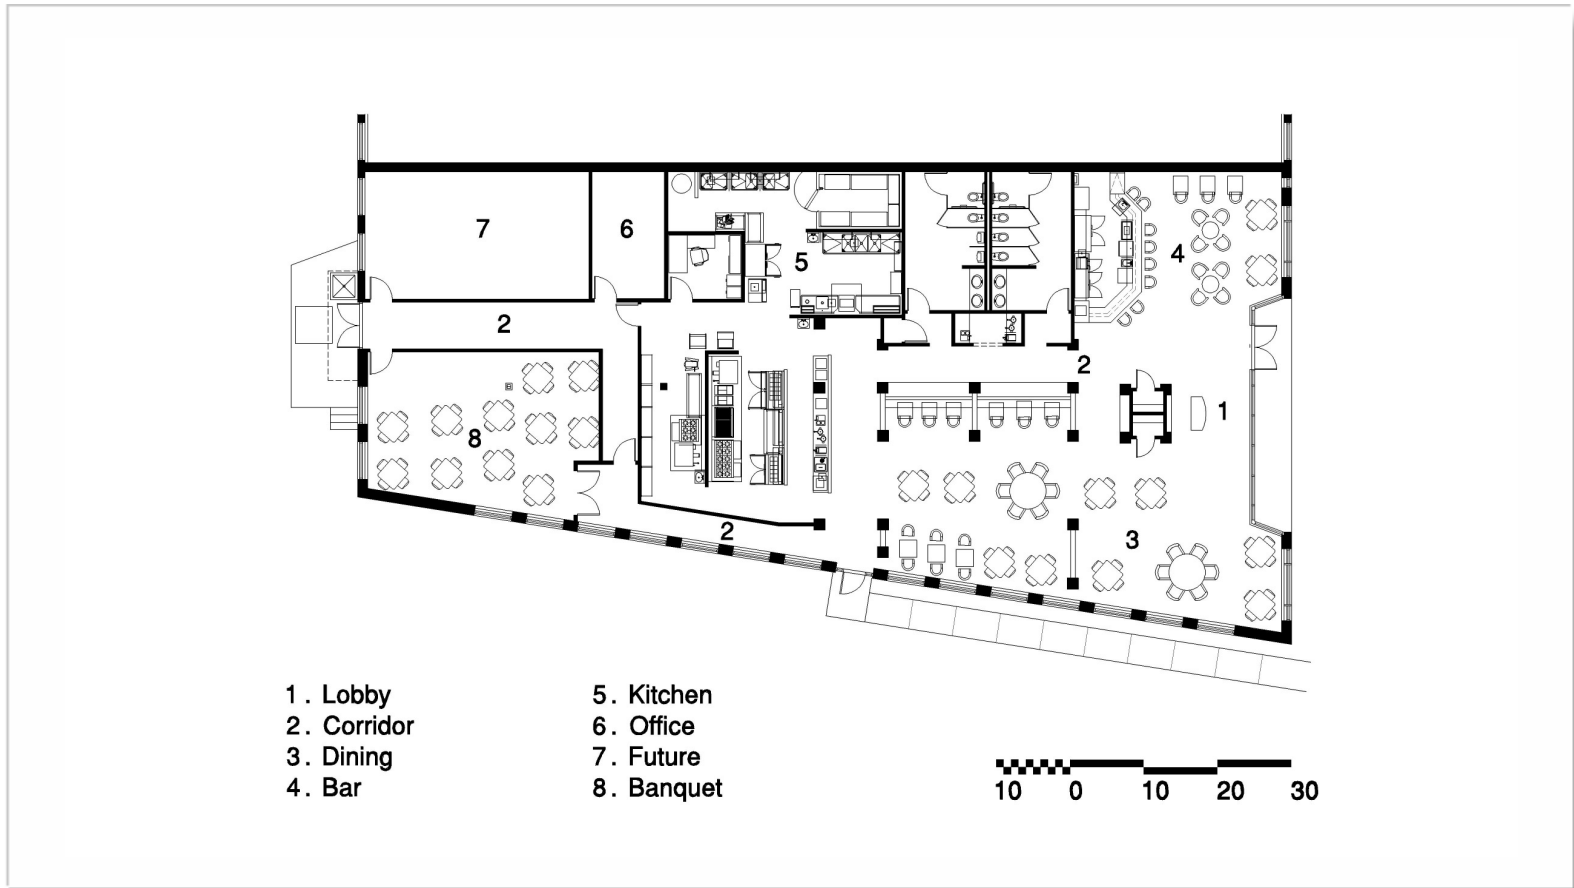 7
6
5
4
2
2
1
8
2
3
1. Lobby
2. Corridor
3. Dining
4. Bar
5. Kitchen
6. Office
7. Future
8. Banquet
10 0 10 20 30